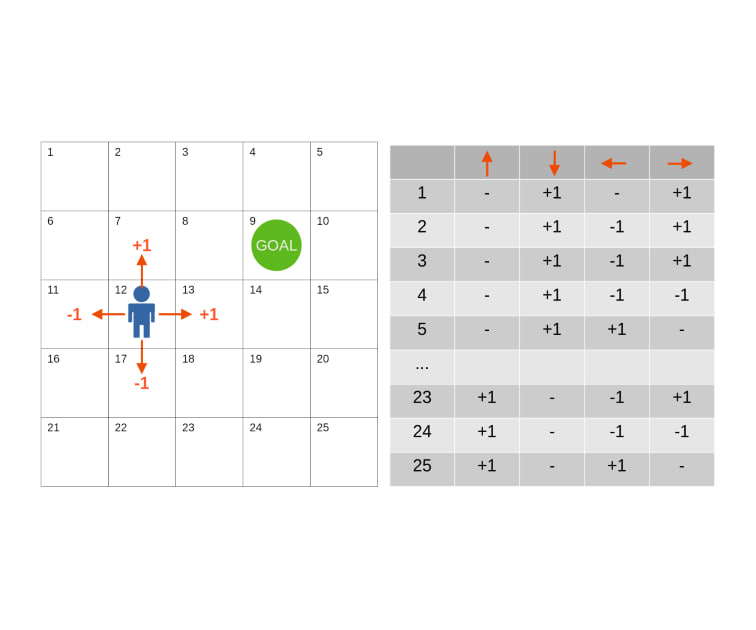 1 2 3 4 5
6 7 8 9 10
+1 GOAL
11 12 13 14 15
-1 +1
16 17 18 19 20
-1
21 22 23 24 25
1 - +1 - +1
2 - +1 -1 +1
3 - +1 -1 +1
4 - +1 -1 -1
5 - +1 +1 -
...
23 +1 - -1 +1
24 +1 - -1 -1
25 +1 - +1 -